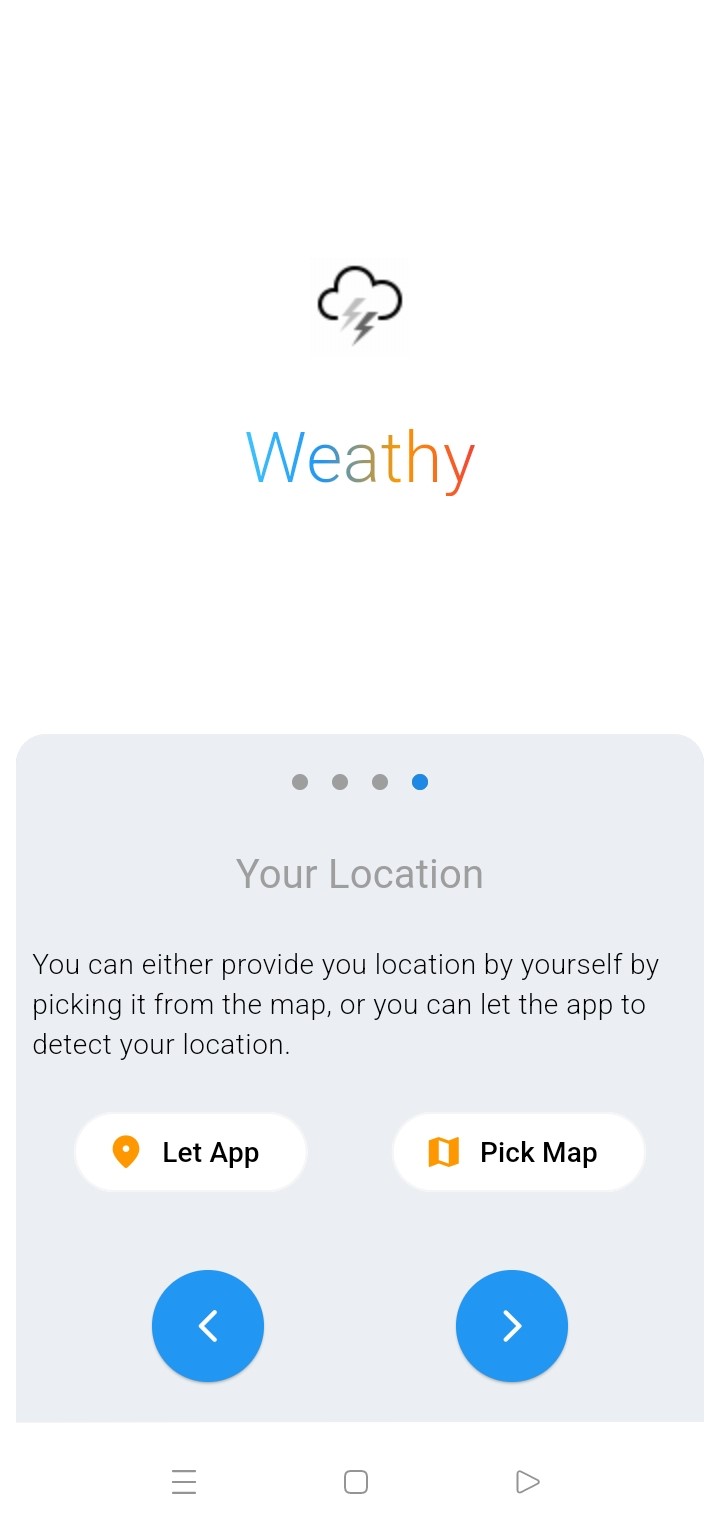 Weathy
Your Location
You can either provide you location by yourself by
picking it from the map, or you can let the app to
detect your location.
Let App
Pick Map